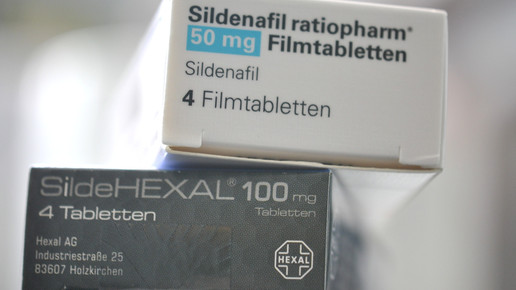 Sildenafil ratiopharm®
50 mg Filmtabletten
Sildenafil
4 Filmtabletten
SildeHEXAL® 100 mg
4 Tabletten
Tabletten
Hexal AG
Industriestraße 25
83607 Holzkirchen
HEXAL